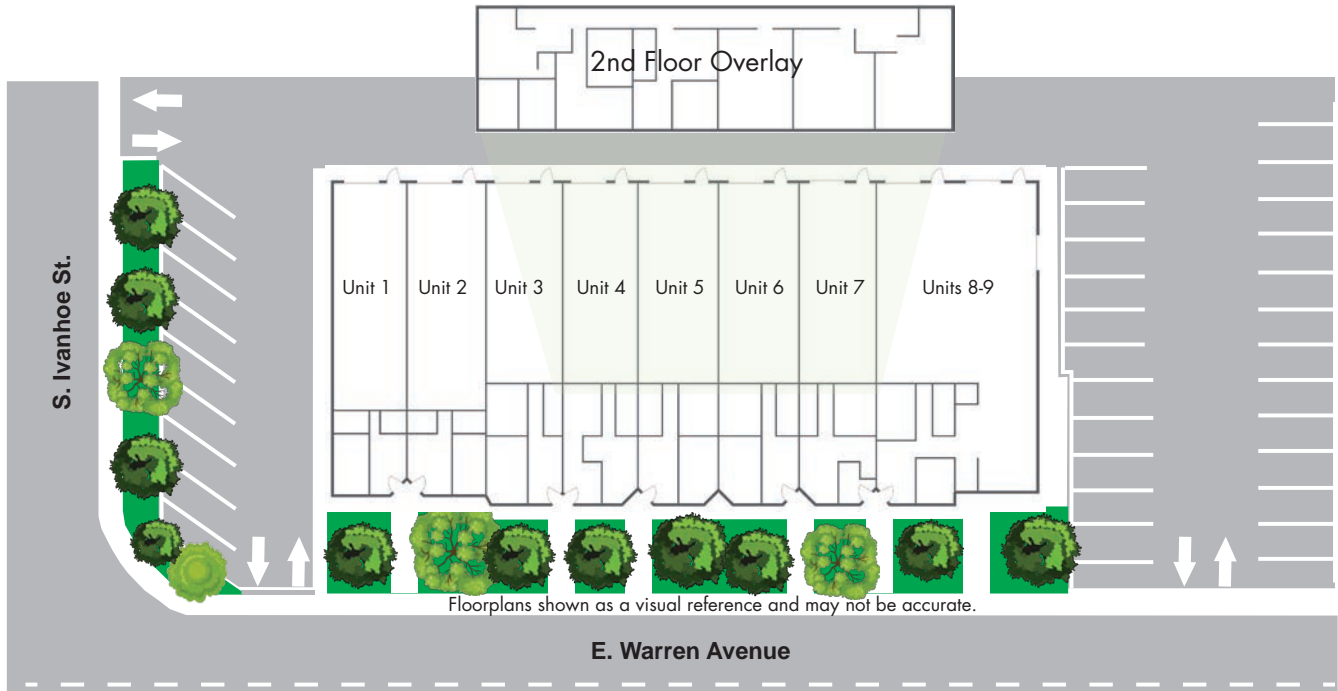 2nd Floor Overlay
S. Ivanhoe St.
Unit 1
Unit 2
Unit 3
Unit 4
Unit 5
Unit 6
Unit 7
Units 8-9
Floorplans shown as a visual reference and may not be accurate.
E. Warren Avenue